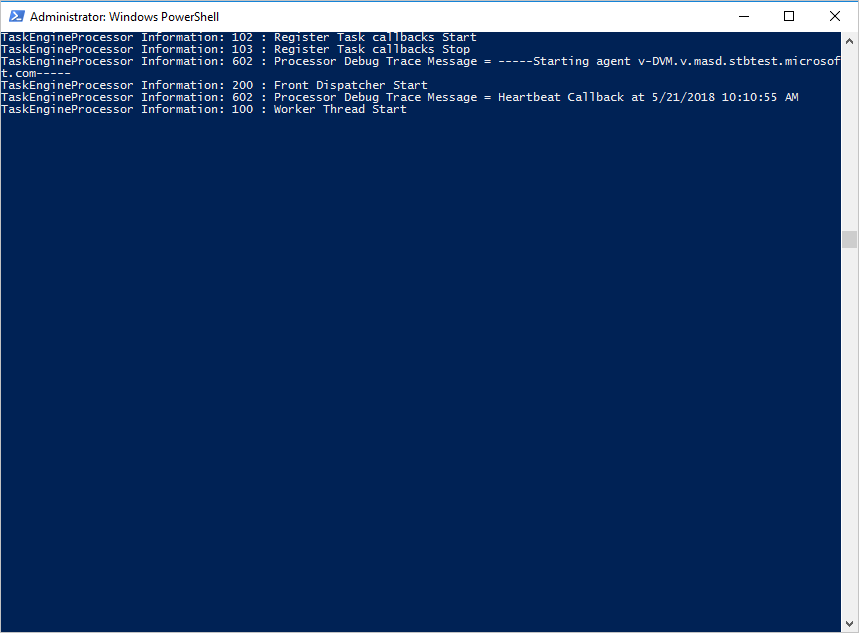 Administrator: Windows PowerShell
TaskEngineProcessor Information: 102 : Register Task callbacks Start
TaskEngineProcessor Information: 103 : Register Task callbacks Stop
TaskEngineProcessor Information: 602 : Processor Debug Trace Message = -----Starting agent v-DVM.v.masd.stbtest.microsof
t.com-----
TaskEngineProcessor Information: 200 : Front Dispatcher Start
TaskEngineProcessor Information: 602 : Processor Debug Trace Message = Heartbeat Callback at 5/21/2018 10:10:55 AM
TaskEngineProcessor Information: 100 : Worker Thread Start